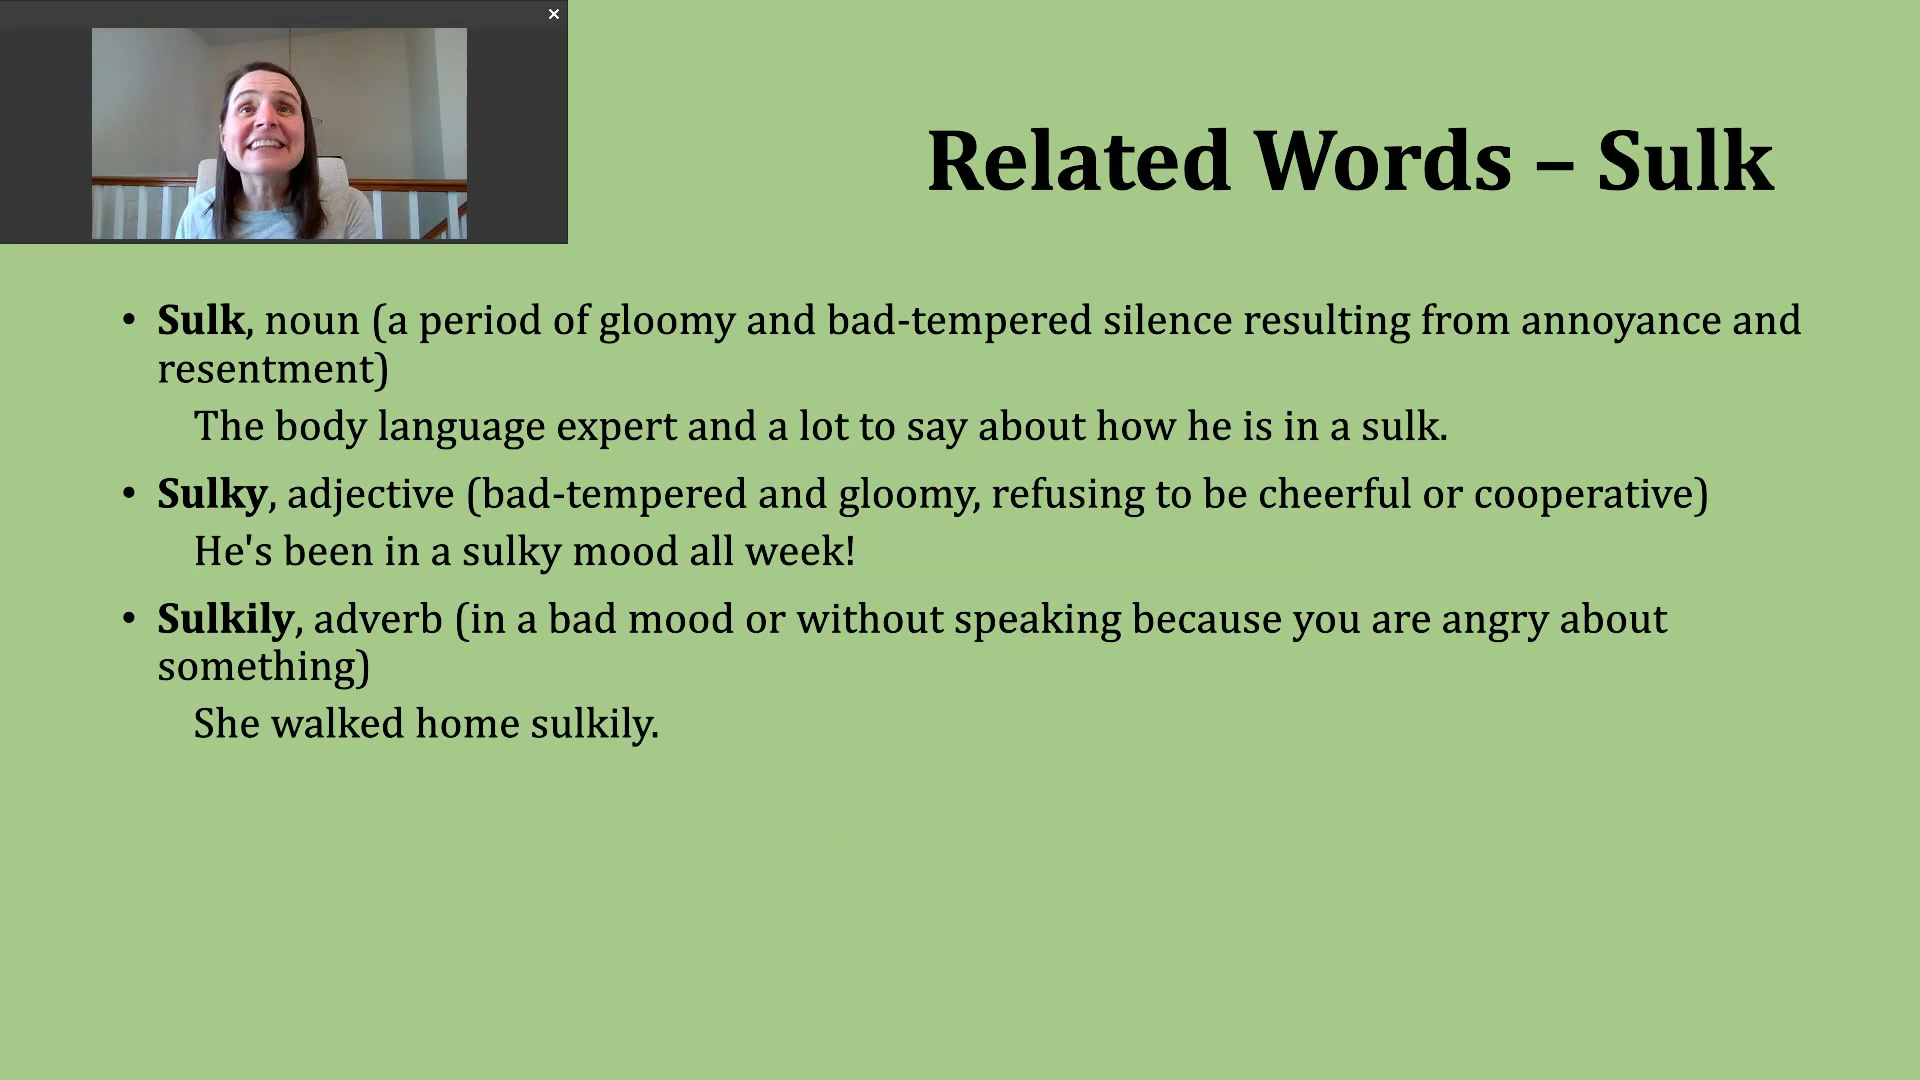 Related Words – Sulk
• Sulk, noun (a period of gloomy and bad-tempered silence resulting from annoyance and
resentment)
The body language expert and a lot to say about how he is in a sulk.
• Sulky, adjective (bad-tempered and gloomy, refusing to be cheerful or cooperative)
He's been in a sulky mood all week!
• Sulkily, adverb (in a bad mood or without speaking because you are angry about
something)
She walked home sulkily.